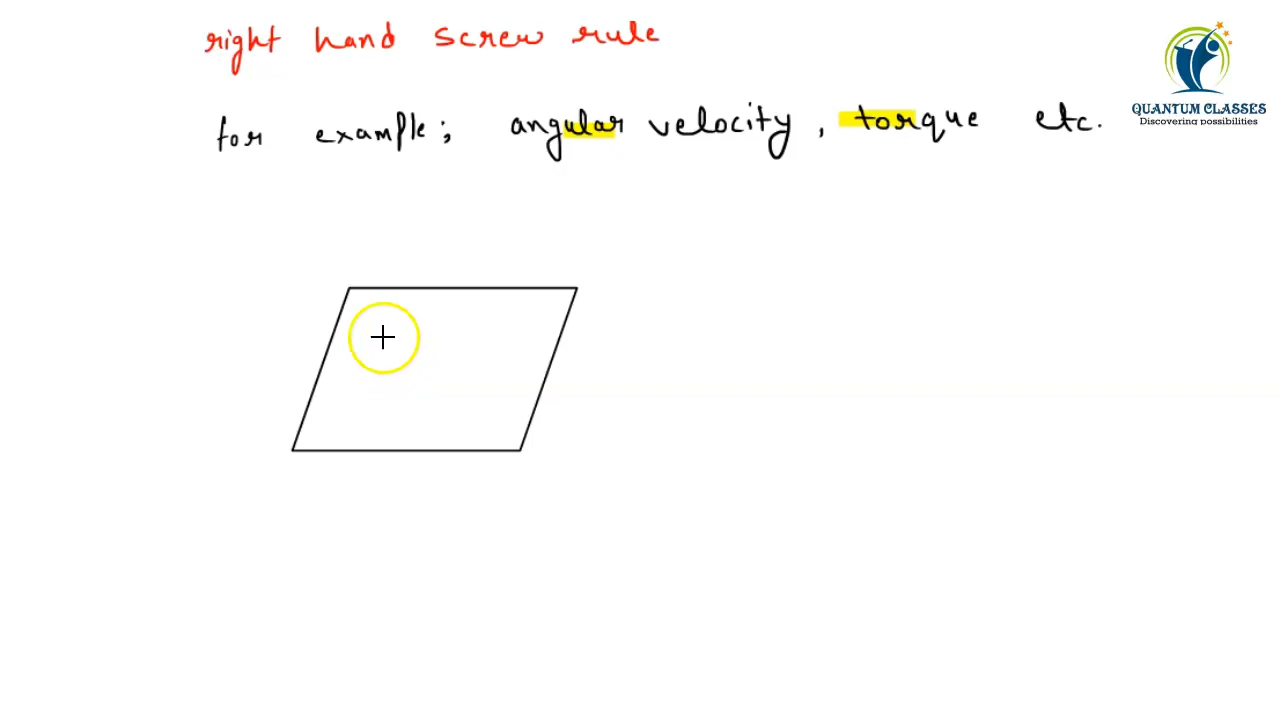 right hand screw rule
for example; angular velocity, torque etc.
QUANTUM CLASSES
Discovering possibilities